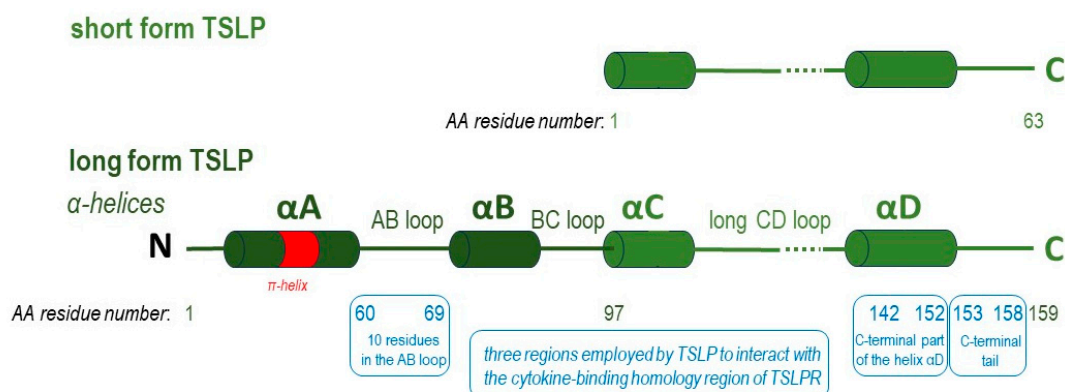 short form TSLP
C
AA residue number: 1 63
long form TSLP
α-helices
αA AB loop αB BC loop αC long CD loop αD
N C
π-helix
AA residue number: 1 60 69 97 142 152 153 158 159
10 residues
in the AB loop
three regions employed by TSLP to interact with
the cytokine-binding homology region of TSLPR
C-terminal part
of the helix αD
C-terminal
tail